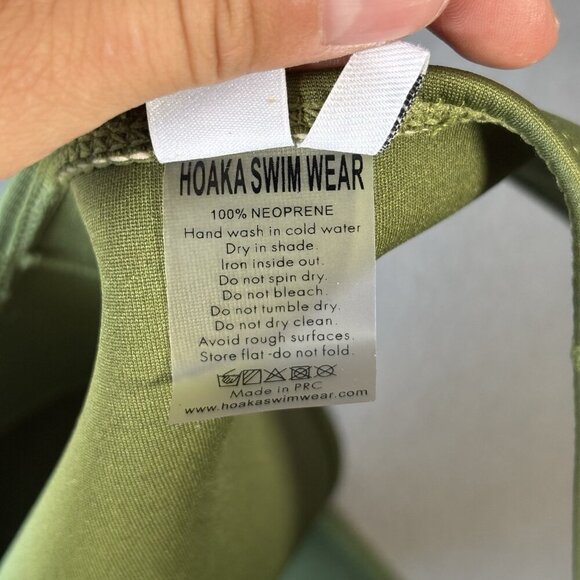 HOAKA SWIM WEAR
100% NEOPRENE
Hand wash in cold water
Dry in shade.
Iron inside out.
Do not spin dry.
Do not bleach.
Do not tumble dry.
Do not dry clean.
Avoid rough surfaces.
Store flat-do not fold.
Made in PRC
www.hoakaswimwear.com